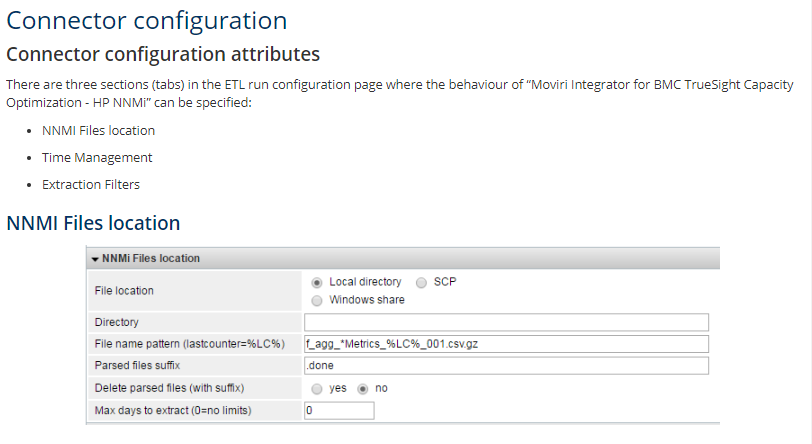 Connector configuration
Connector configuration attributes
There are three sections (tabs) in the ETL run configuration page where the behaviour of “Moviri Integrator for BMC TrueSight Capacity
Optimization - HP NNMi” can be specified:
• NNMI Files location
• Time Management
• Extraction Filters
NNMI Files location
NNMi Files location
File location
Local directory SCP
Windows share
Directory
File name pattern (lastcounter=%LC%) f_agg_*Metrics_%LC%_001.csv.gz
Parsed files suffix .done
Delete parsed files (with suffix) yes no
Max days to extract (0=no limits) 0